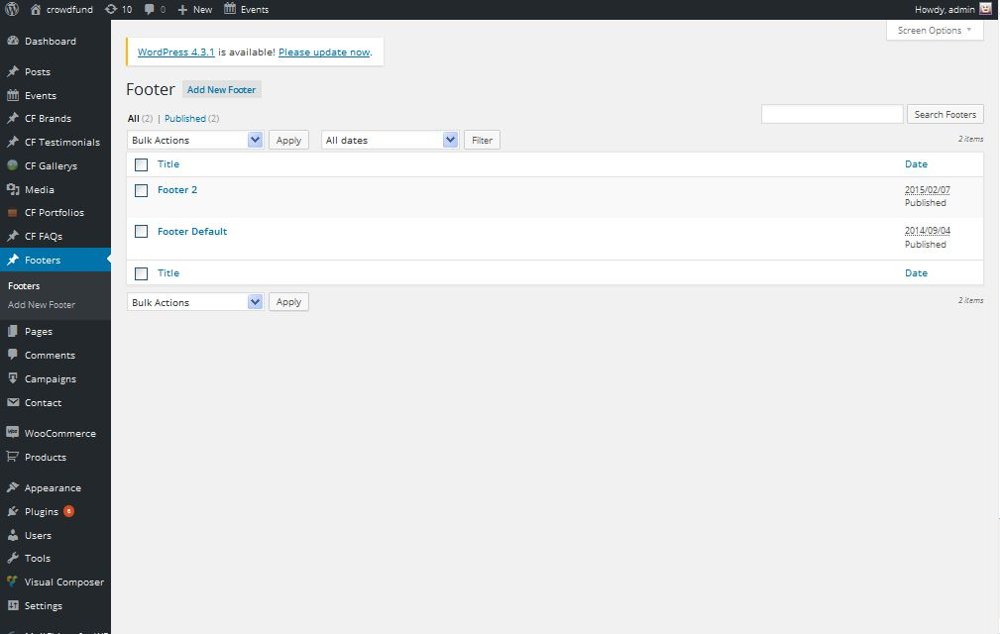 crowdfund 10 0 New Events Howdy, admin
Screen Options
Dashboard
Posts
Events
CF Brands
CF Testimonials
CF Gallerys
Media
CF Portfolios
CF FAQs
Footers
Footers
Add New Footer
Pages
Comments
Campaigns
Contact
WooCommerce
Products
Appearance
Plugins 6
Users
Tools
Visual Composer
Settings
WordPress 4.3.1 is available! Please update now.
Footer Add New Footer
All (2) | Published (2)
Search Footers
Bulk Actions Apply All dates Filter 2 items
Title Date
Footer 2 2015/02/07
Published
Footer Default 2014/09/04
Published
Title Date
Bulk Actions Apply 2 items